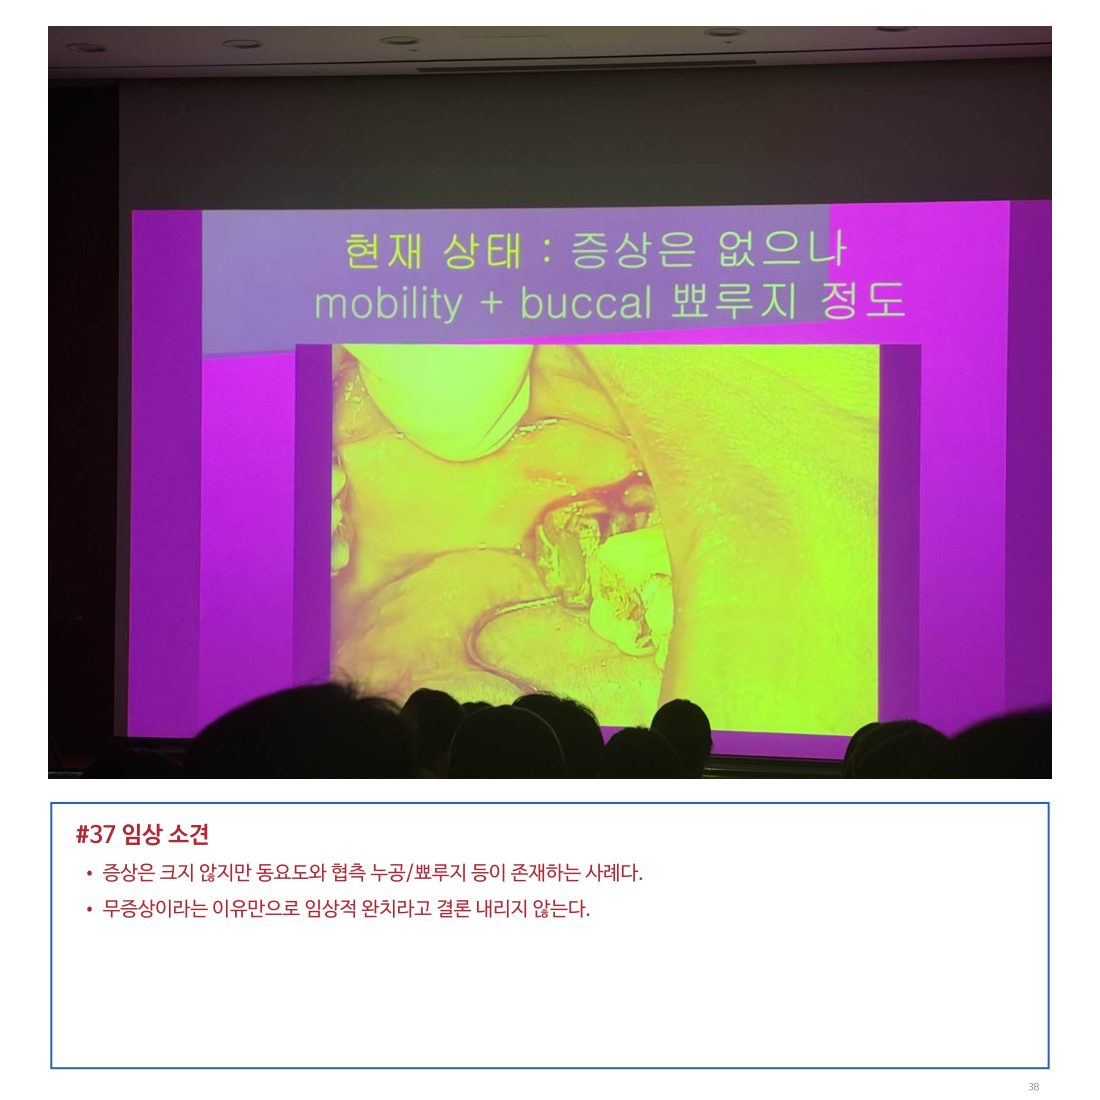 현재 상태 : 증상은 없으나
mobility + buccal 뾰루지 정도
#37 임상 소견
• 증상은 크지 않지만 동요도와 협측 누공/뾰루지 등이 존재하는 사례다.
• 무증상이라는 이유만으로 임상적 완치라고 결론 내리지 않는다.
38